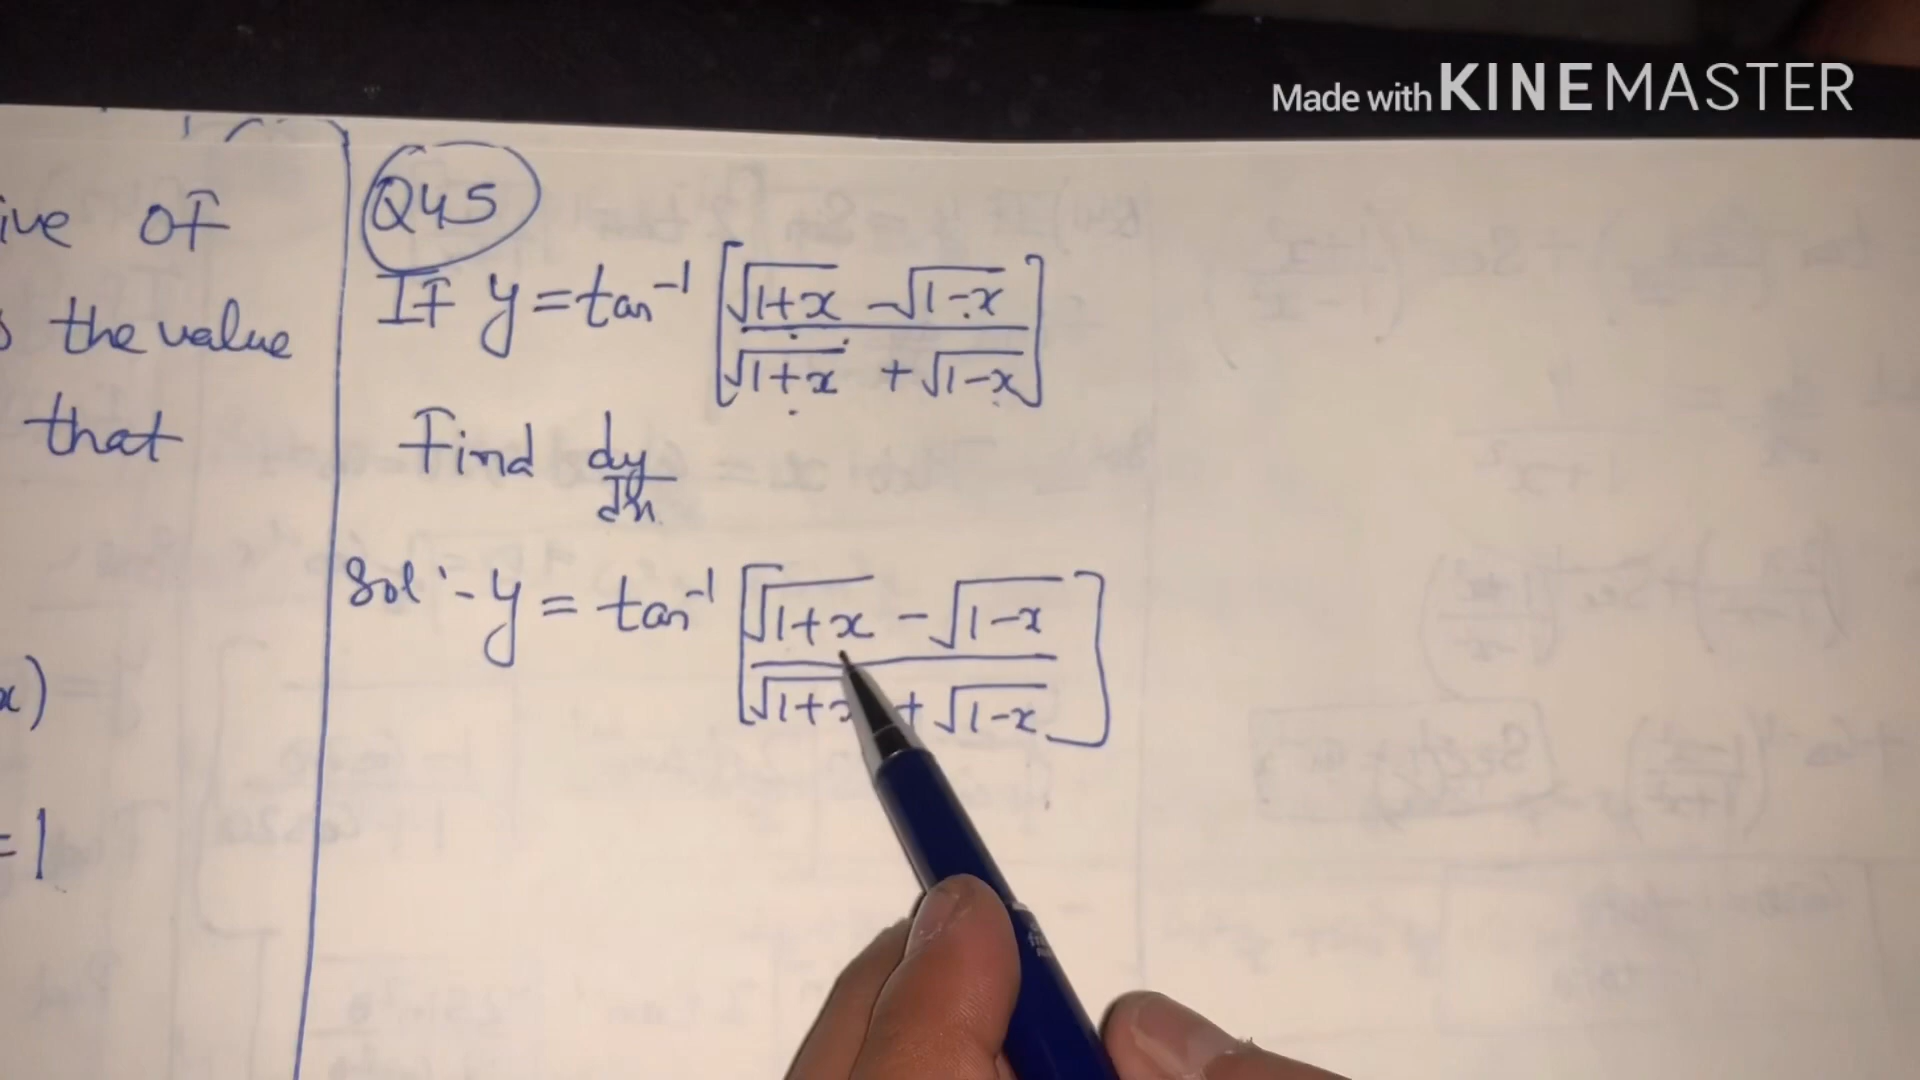 Made with KINEMASTER
ive OF
the value
that
x)
=1
Q45
If y = tan⁻¹ [√1+x - √1-x / √1+x + √1-x]
Find dy/dx
Sol:- y = tan⁻¹ [√1+x - √1-x / √1+x + √1-x]